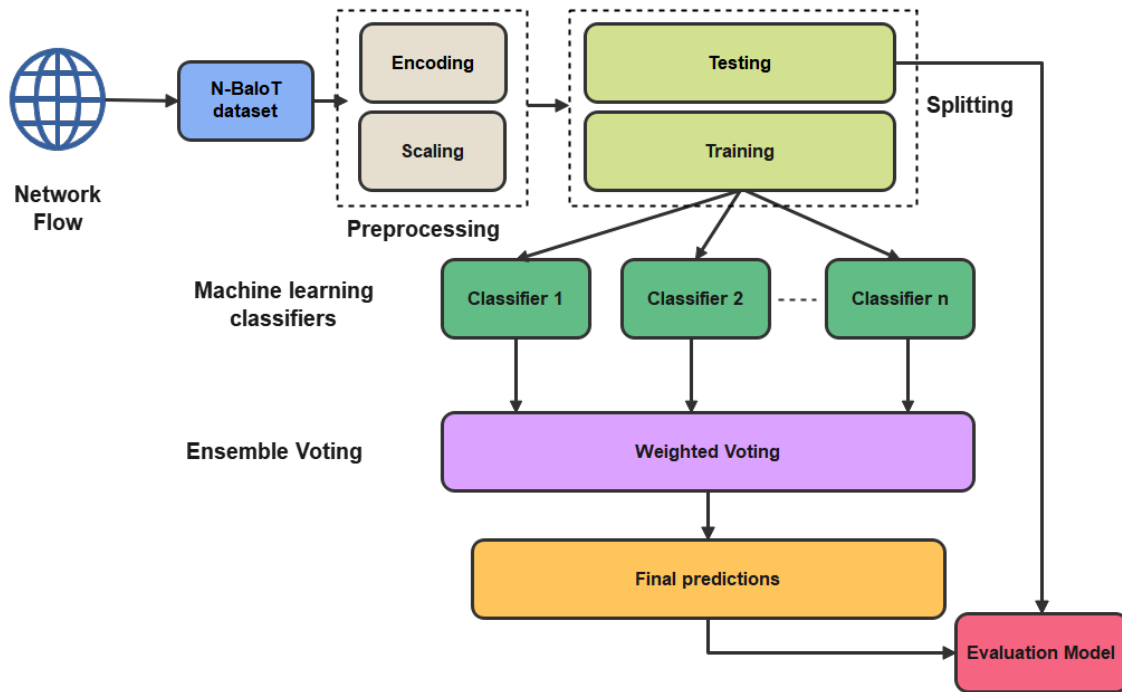 Network
Flow
N-BaIoT
dataset
Encoding
Scaling
Preprocessing
Testing
Training
Splitting
Machine learning
classifiers
Classifier 1
Classifier 2
Classifier n
Ensemble Voting
Weighted Voting
Final predictions
Evaluation Model